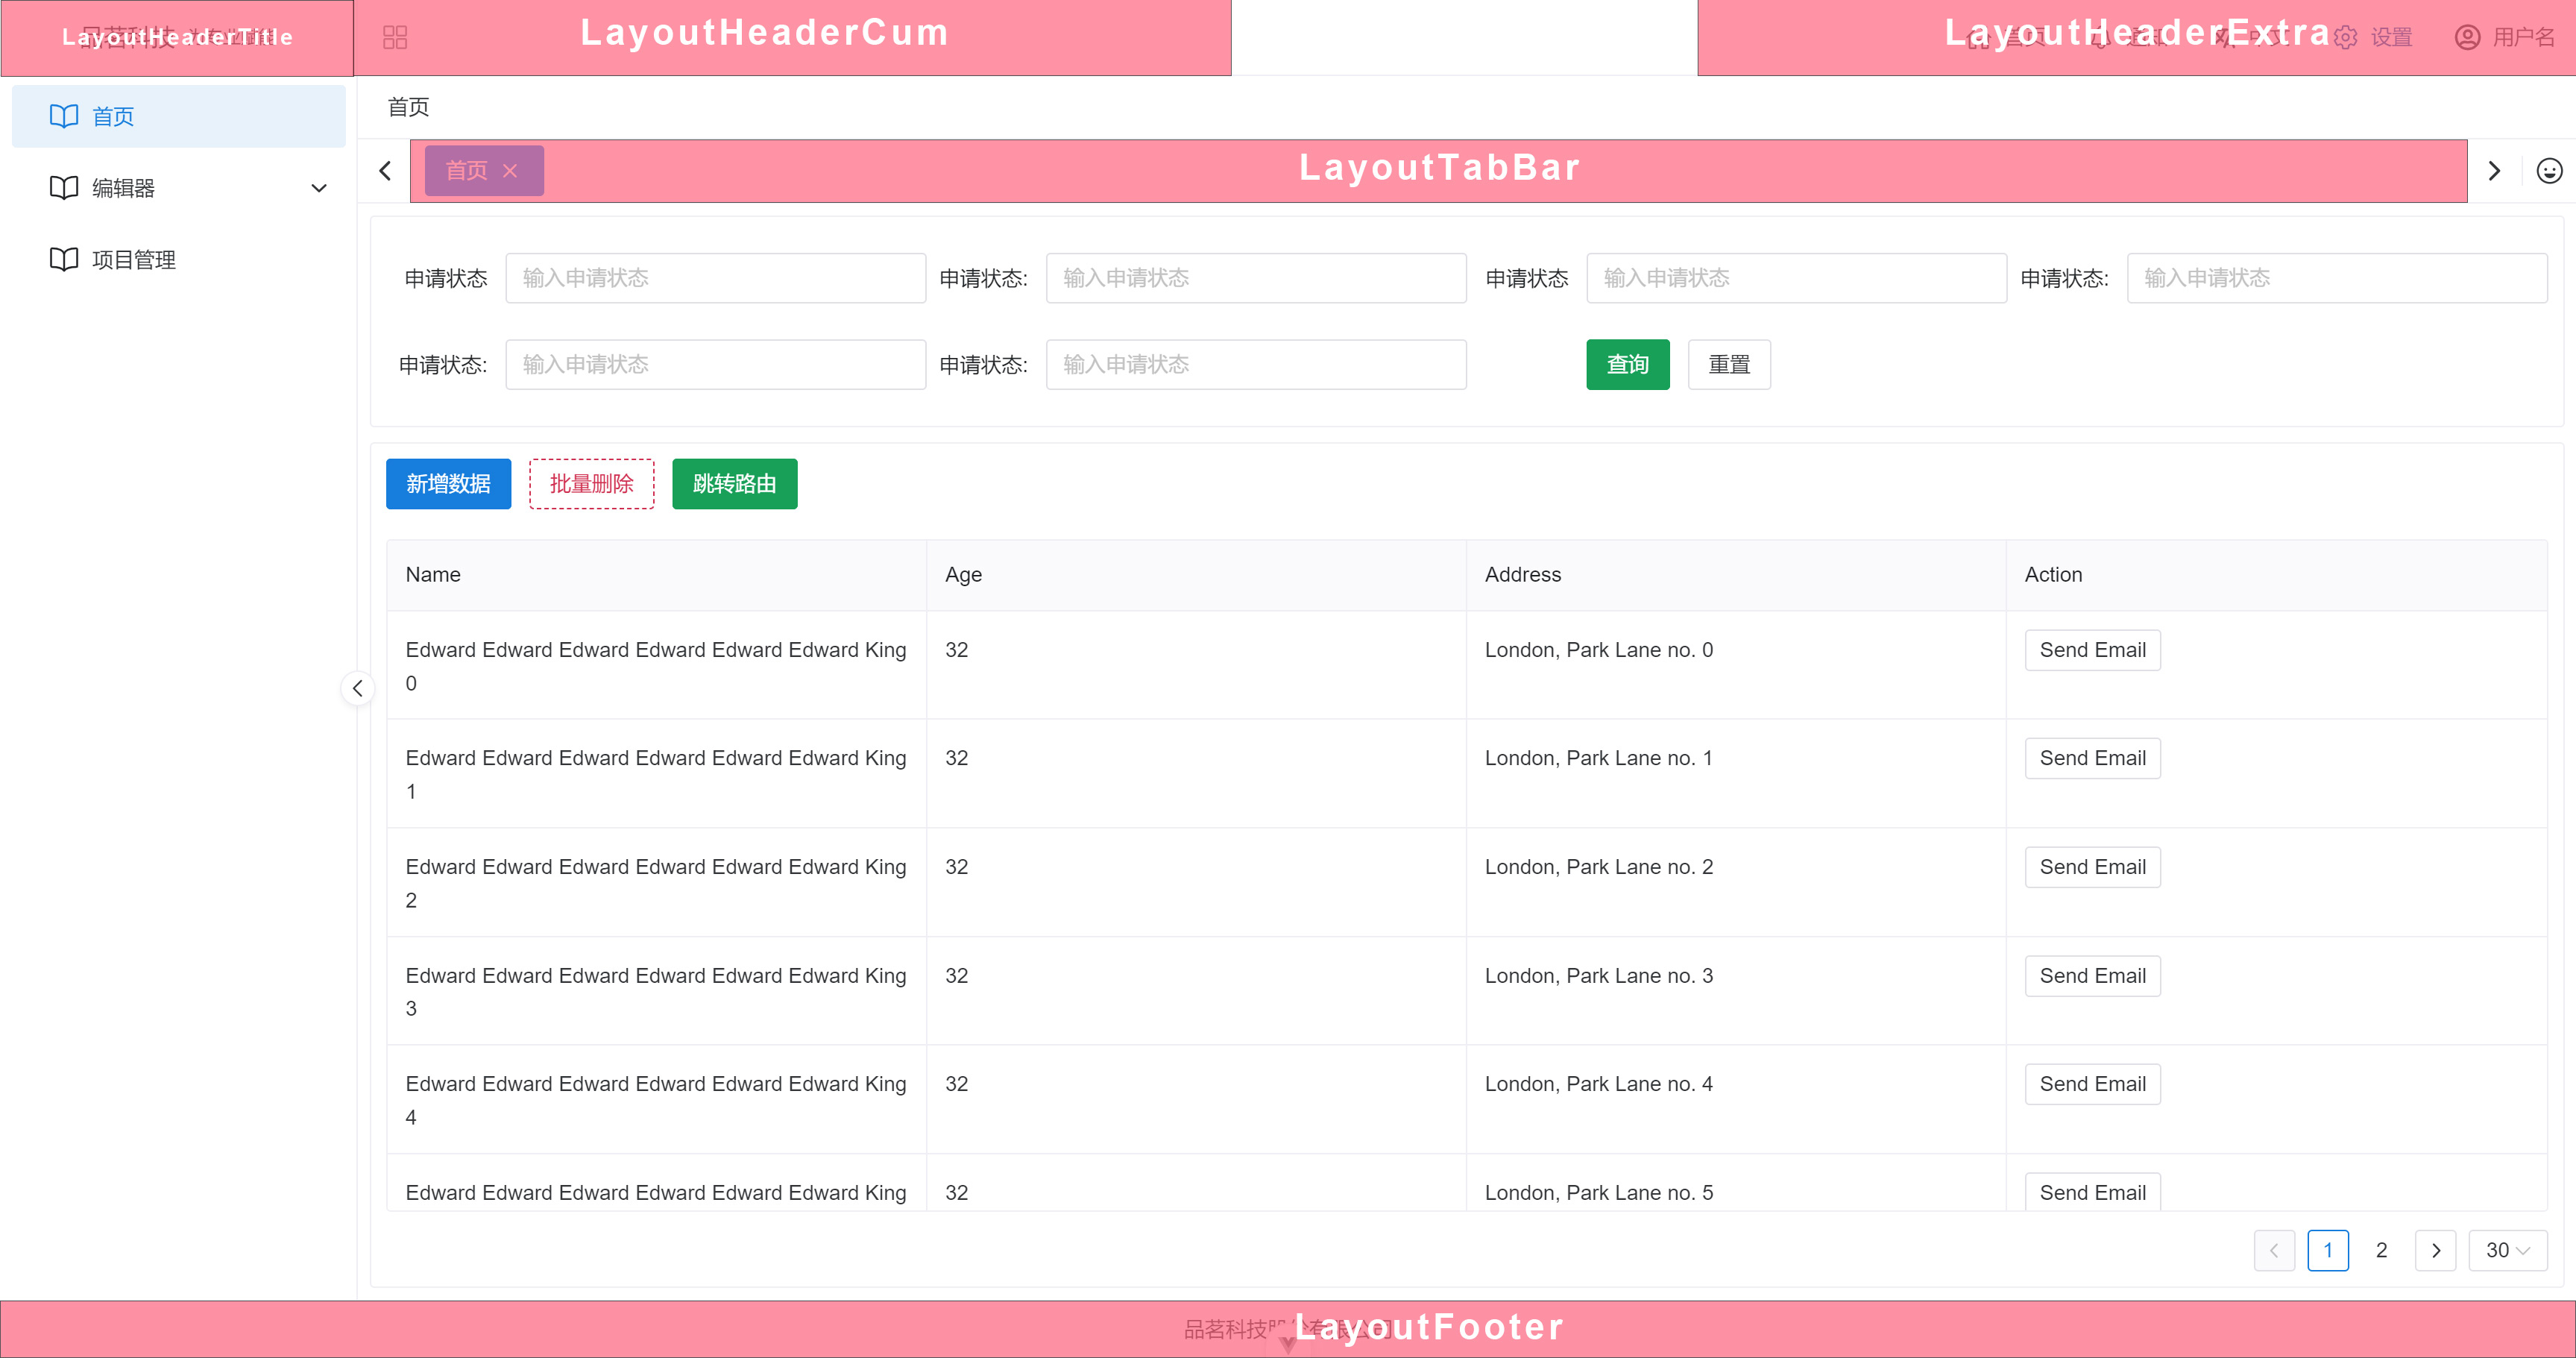 LayoutHeaderTitle
LayoutHeaderCum
LayoutHeaderExtra
设置
用户名
首页
编辑器
项目管理
首页
首页
LayoutTabBar
申请状态 输入申请状态 申请状态: 输入申请状态 申请状态 输入申请状态 申请状态: 输入申请状态
申请状态: 输入申请状态 申请状态: 输入申请状态 查询 重置
新增数据 批量删除 跳转路由
Name Age Address Action
Edward Edward Edward Edward Edward Edward King 32 London, Park Lane no. 0 Send Email
0
Edward Edward Edward Edward Edward Edward King 32 London, Park Lane no. 1 Send Email
1
Edward Edward Edward Edward Edward Edward King 32 London, Park Lane no. 2 Send Email
2
Edward Edward Edward Edward Edward Edward King 32 London, Park Lane no. 3 Send Email
3
Edward Edward Edward Edward Edward Edward King 32 London, Park Lane no. 4 Send Email
4
Edward Edward Edward Edward Edward Edward King 32 London, Park Lane no. 5 Send Email
1 2 30
品茗科技
LayoutFooter